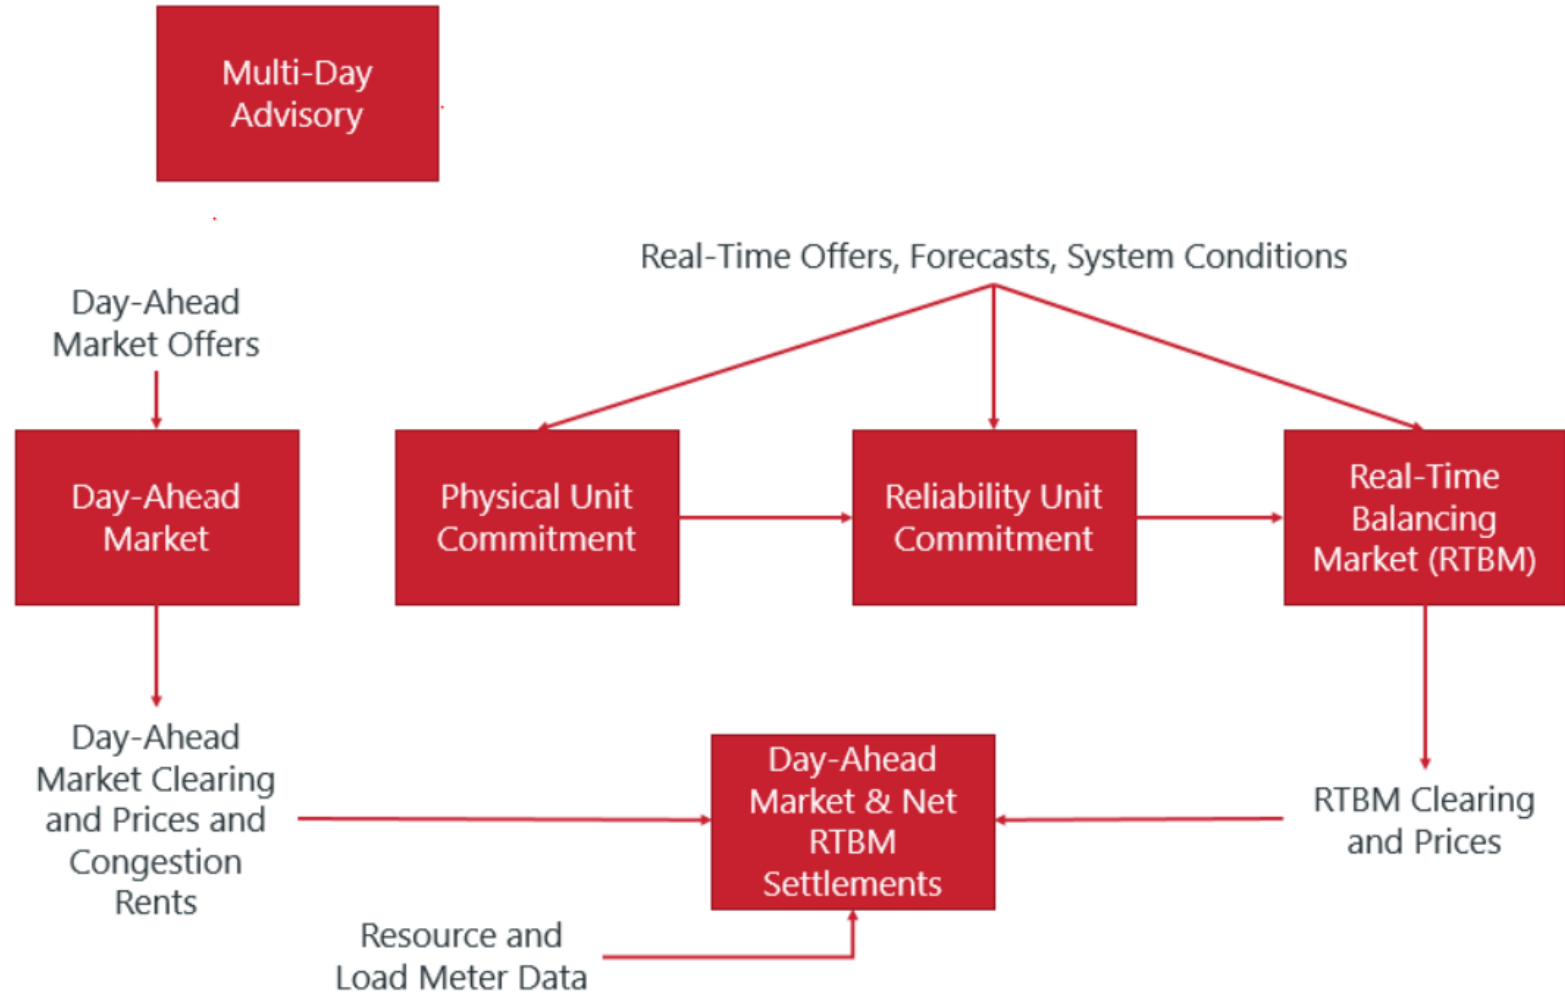 Multi-Day
Advisory
Real-Time Offers, Forecasts, System Conditions
Day-Ahead
Market Offers
Day-Ahead
Market
Physical Unit
Commitment
Reliability Unit
Commitment
Real-Time
Balancing
Market (RTBM)
Day-Ahead
Market Clearing
and Prices and
Congestion
Rents
Day-Ahead
Market & Net
RTBM
Settlements
RTBM Clearing
and Prices
Resource and
Load Meter Data